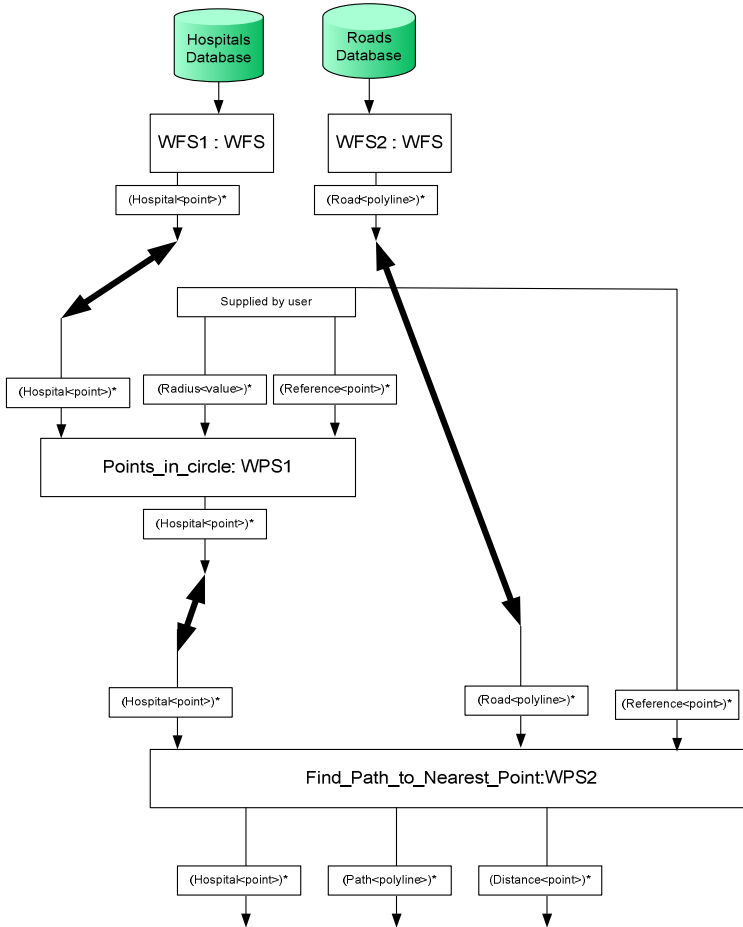 Hospitals
Database
Roads
Database
WFS1 : WFS
WFS2 : WFS
(Hospital<point>)*
(Road<polyline>)*
Supplied by user
(Hospital<point>)*
(Radius<value>)*
(Reference<point>)*
Points_in_circle: WPS1
(Hospital<point>)*
(Hospital<point>)*
(Road<polyline>)*
(Reference<point>)*
Find_Path_to_Nearest_Point:WPS2
(Hospital<point>)*
(Path<polyline>)*
(Distance<point>)*